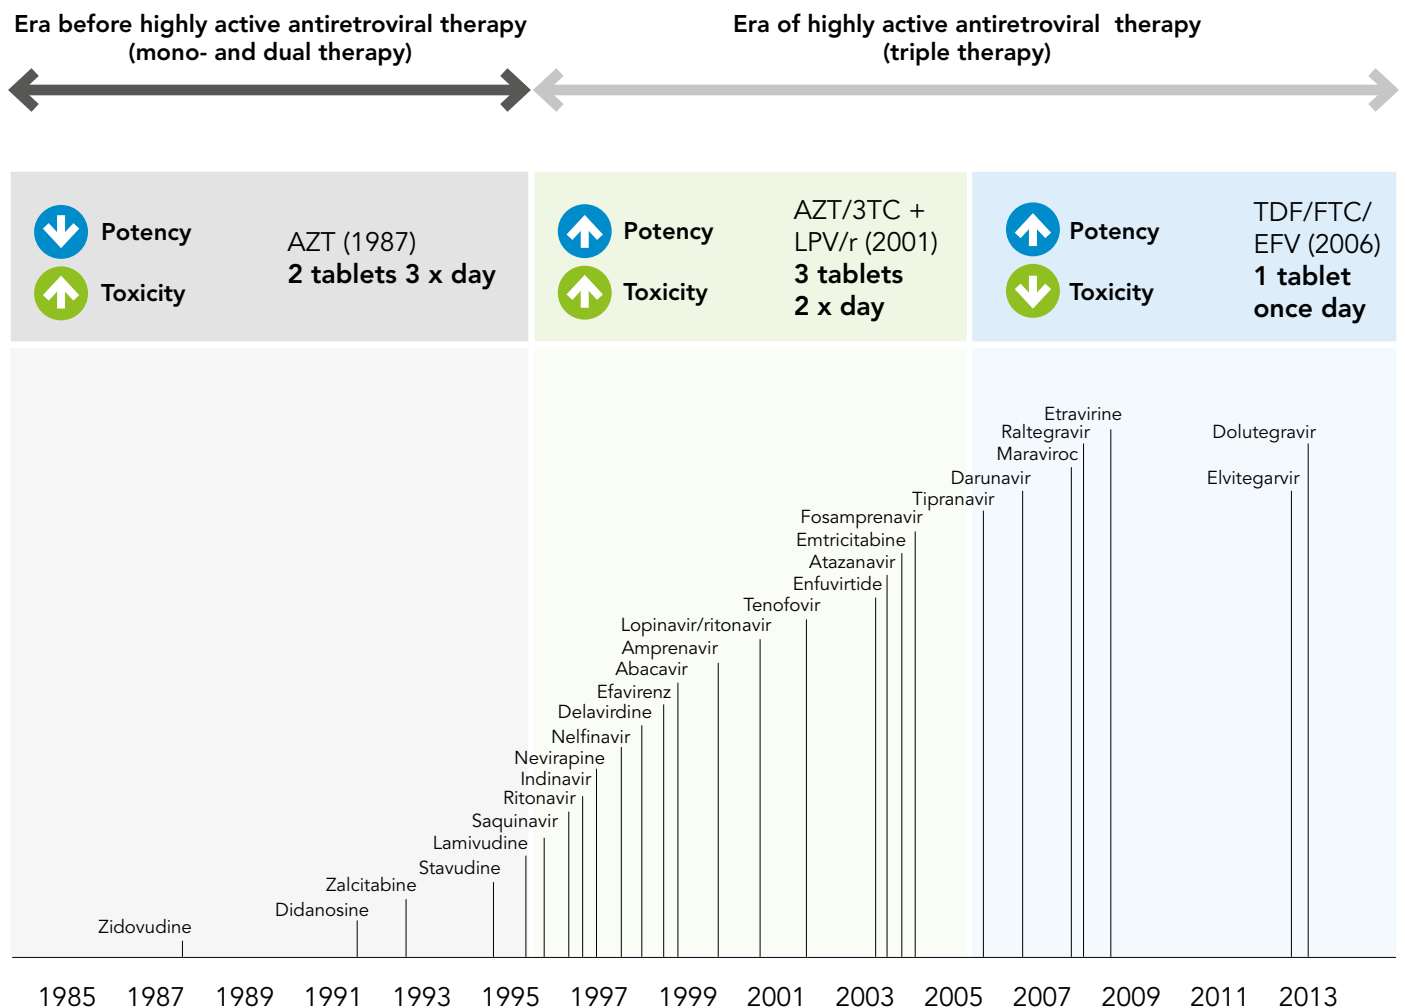 Era before highly active antiretroviral therapy
(mono- and dual therapy)
Era of highly active antiretroviral therapy
(triple therapy)
Potency
Toxicity
AZT (1987)
2 tablets 3 x day
Potency
Toxicity
AZT/3TC +
LPV/r (2001)
3 tablets
2 x day
Potency
Toxicity
TDF/FTC/
EFV (2006)
1 tablet
once day
Etravirine
Raltegravir
Dolutegravir
Maraviroc
Darunavir
Elvitegarvir
Tipranavir
Fosamprenavir
Emtricitabine
Atazanavir
Enfuvirtide
Tenofovir
Lopinavir/ritonavir
Amprenavir
Abacavir
Efavirenz
Delavirdine
Nelfinavir
Nevirapine
Indinavir
Ritonavir
Saquinavir
Lamivudine
Stavudine
Zalcitabine
Didanosine
Zidovudine
1985 1987 1989 1991 1993 1995 1997 1999 2001 2003 2005 2007 2009 2011 2013